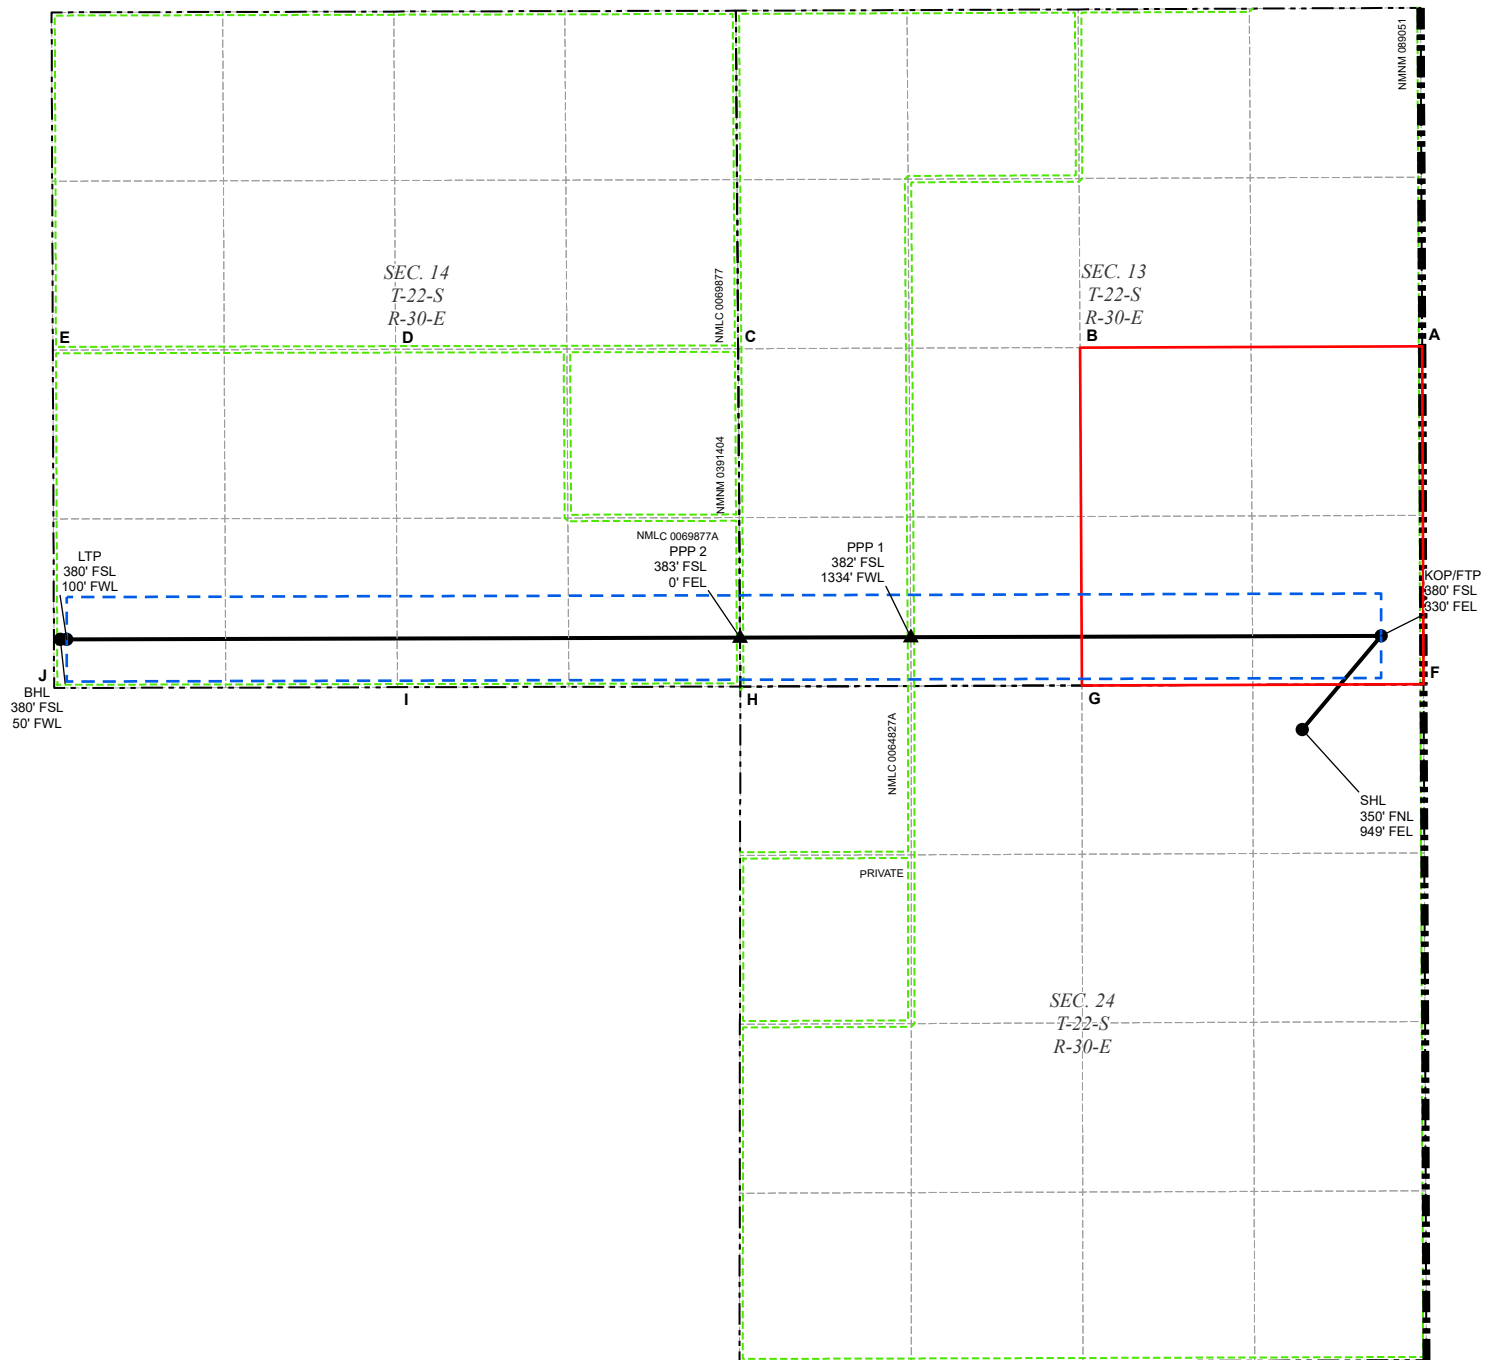 NMNM 089051
SEC. 14
T-22-S
R-30-E
SEC. 13
T-22-S
R-30-E
NMLC 0069877
E
D
C
B
A
NMNM 0391404
NMLC 0069877A
PPP 2
383' FSL
0' FEL
PPP 1
382' FSL
1334' FWL
LTP
380' FSL
100' FWL
KOP/FTP
380' FSL
330' FEL
J
BHL
380' FSL
50' FWL
I
H
G
F
NMLC 0064827A
SHL
350' FNL
949' FEL
PRIVATE
SEC. 24
T-22-S
R-30-E